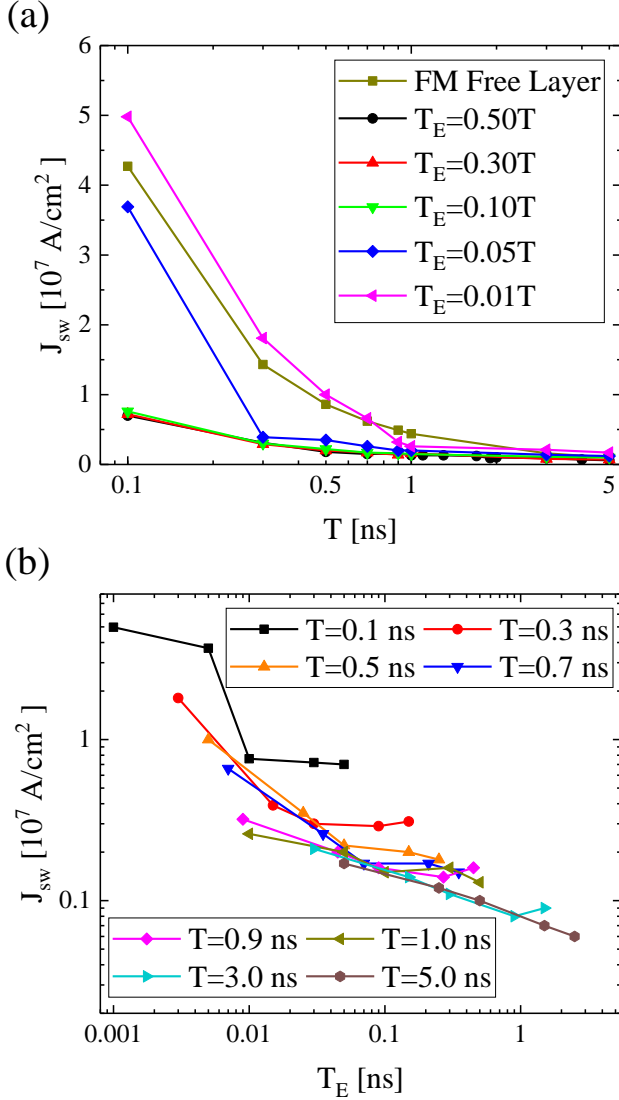 (a)
6
5
4
3
2
1
0
J_sw [10^7 A/cm^2]
FM Free Layer
T_E=0.50T
T_E=0.30T
T_E=0.10T
T_E=0.05T
T_E=0.01T
0.1 0.5 1 5
T [ns]
(b)
T=0.1 ns T=0.3 ns
T=0.5 ns T=0.7 ns
1
0.1
J_sw [10^7 A/cm^2]
T=0.9 ns T=1.0 ns
T=3.0 ns T=5.0 ns
0.001 0.01 0.1 1
T_E [ns]